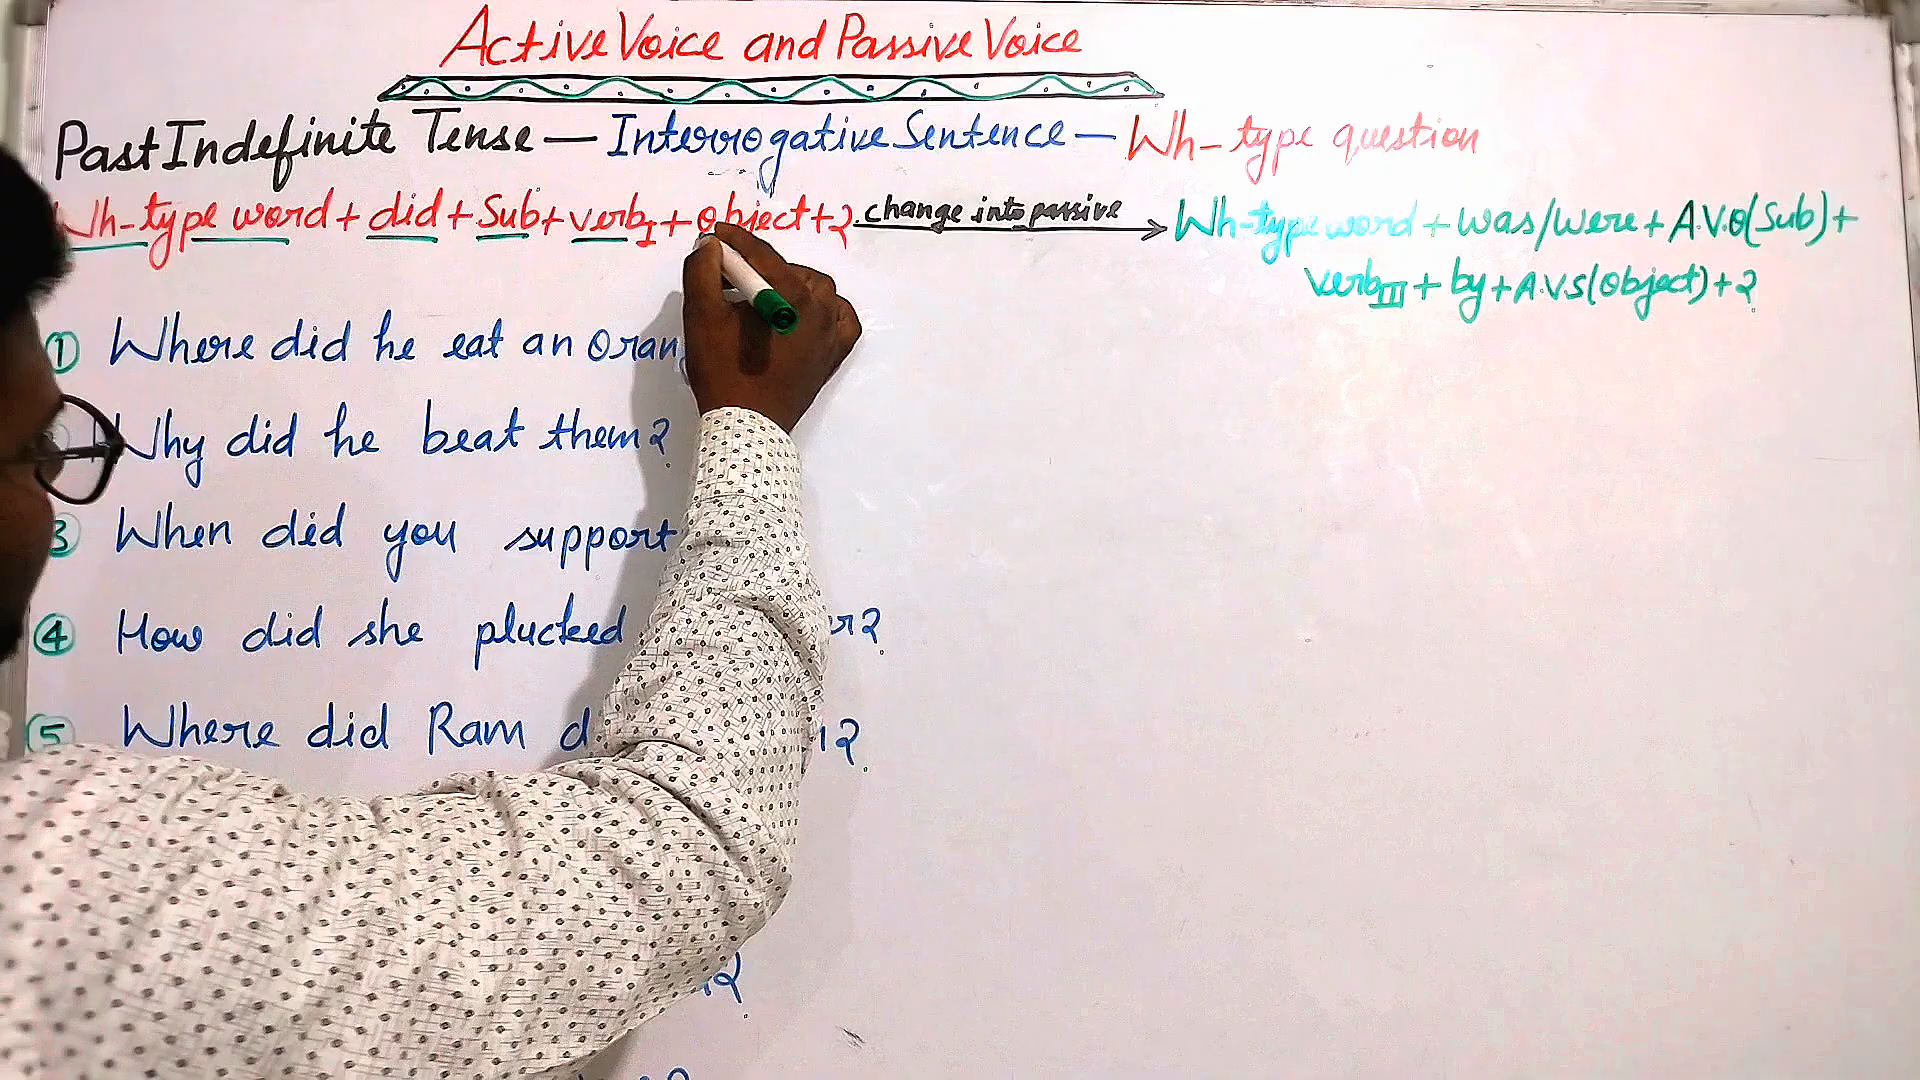 Active Voice and Passive Voice
Past Indefinite Tense — Interrogative Sentence — Wh-type question
Wh-type word + did + Sub + verb I + object + ? change into passive → Wh-type word + was/were + A.V.O(Sub) +
verb III + by + A.V.S(Object) + ?
① Where did he eat an
Why did he beat them?
③ When did you support
④ How did she plucked
⑤ Where did Ram